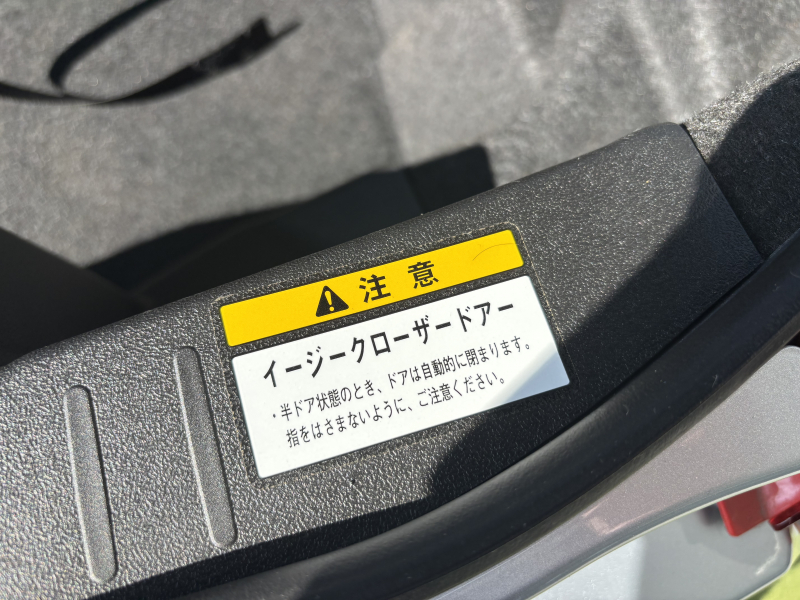 注意
イージークローザードアー
・半ドア状態のとき、ドアは自動的に閉まります。
指をはさまないように、ご注意ください。